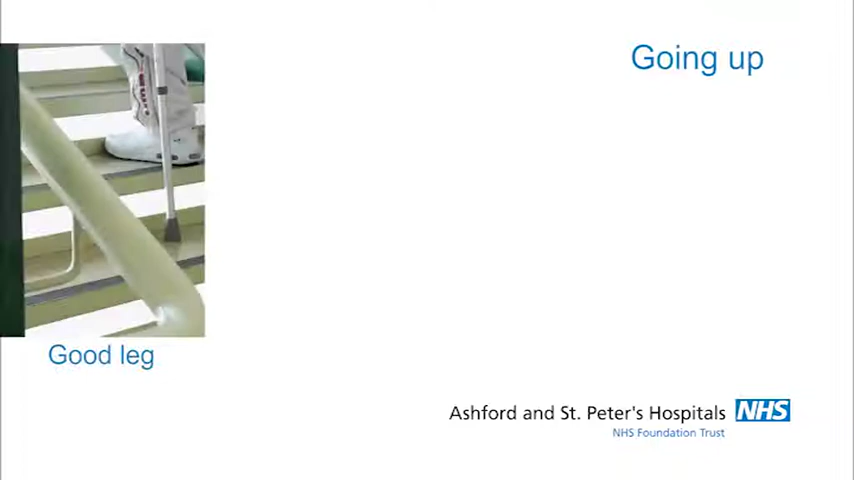 Going up
Good leg
Ashford and St. Peter's Hospitals NHS
NHS Foundation Trust